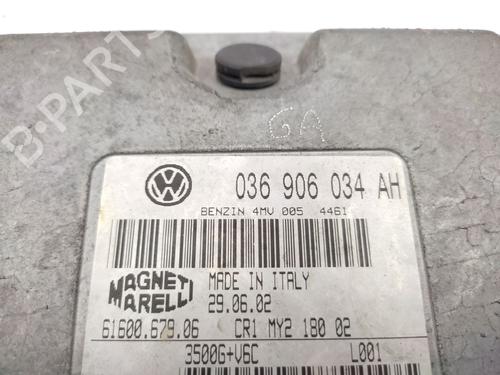 B-PARTS
GA
036 906 034 AH
BENZIN 4MV 005 4461
MAGNETI MARELLI
MADE IN ITALY
29.06.02
61600.679.06 CR1 MY2 180 02
3500G+V6C L001